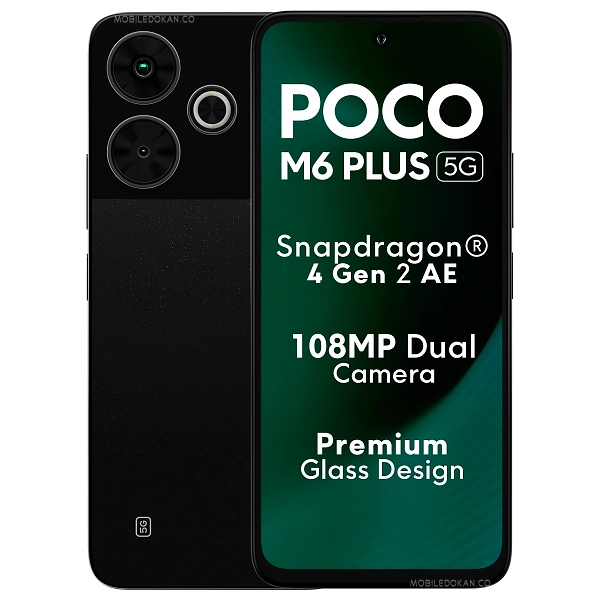 MOBILEDOKAN.CO
POCO
M6 PLUS 5G
Snapdragon®
4 Gen 2 AE
108MP Dual
Camera
Premium
Glass Design
5G
MOBILEDOKAN.CO